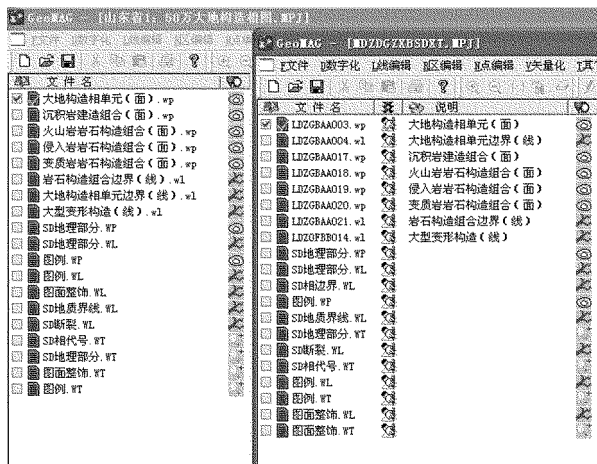 GeoMAG - [山东省1：50万大地构造相图.MPJ]
文件名
大地构造相单元(面).wp
沉积岩建造组合(面).wp
火山岩岩石构造组合(面).wp
侵入岩岩石构造组合(面).wp
变质岩岩石构造组合(面).wp
岩石构造组合边界(线).wl
大地构造相单元边界(线).wl
大型变形构造(线).wl
SD地理部分.WP
SD地理部分.WL
图例.WP
图例.WL
图面整饰.WL
SD地质界线.WL
SD断裂.WL
SD相代号.WT
SD地理部分.WT
图面整饰.WT
图例.WT
GeoMAG - [MDZDGZXBSDXT.MPJ]
F文件 D数字化 L线编辑 R区编辑 N点编辑 V矢量化
文件名 说明
LDZGBAA003.wp 大地构造相单元(面)
LDZGBAA004.wl 大地构造相单元边界(线)
LDZGBAA017.wp 沉积岩建造组合(面)
LDZGBAA018.wp 火山岩岩石构造组合(面)
LDZGBAA019.wp 侵入岩岩石构造组合(面)
LDZGBAA020.wp 变质岩岩石构造组合(面)
LDZGBAA021.wl 岩石构造组合边界(线)
LDZOFBB014.wl 大型变形构造(线)
SD地理部分.WP
SD地理部分.WL
SD相边界.WL
图例.WP
SD地质界线.WL
SD地理部分.WT
SD断裂.WL
SD相代号.WT
图例.WL
图例.WT
图面整饰.WL
图面整饰.WT